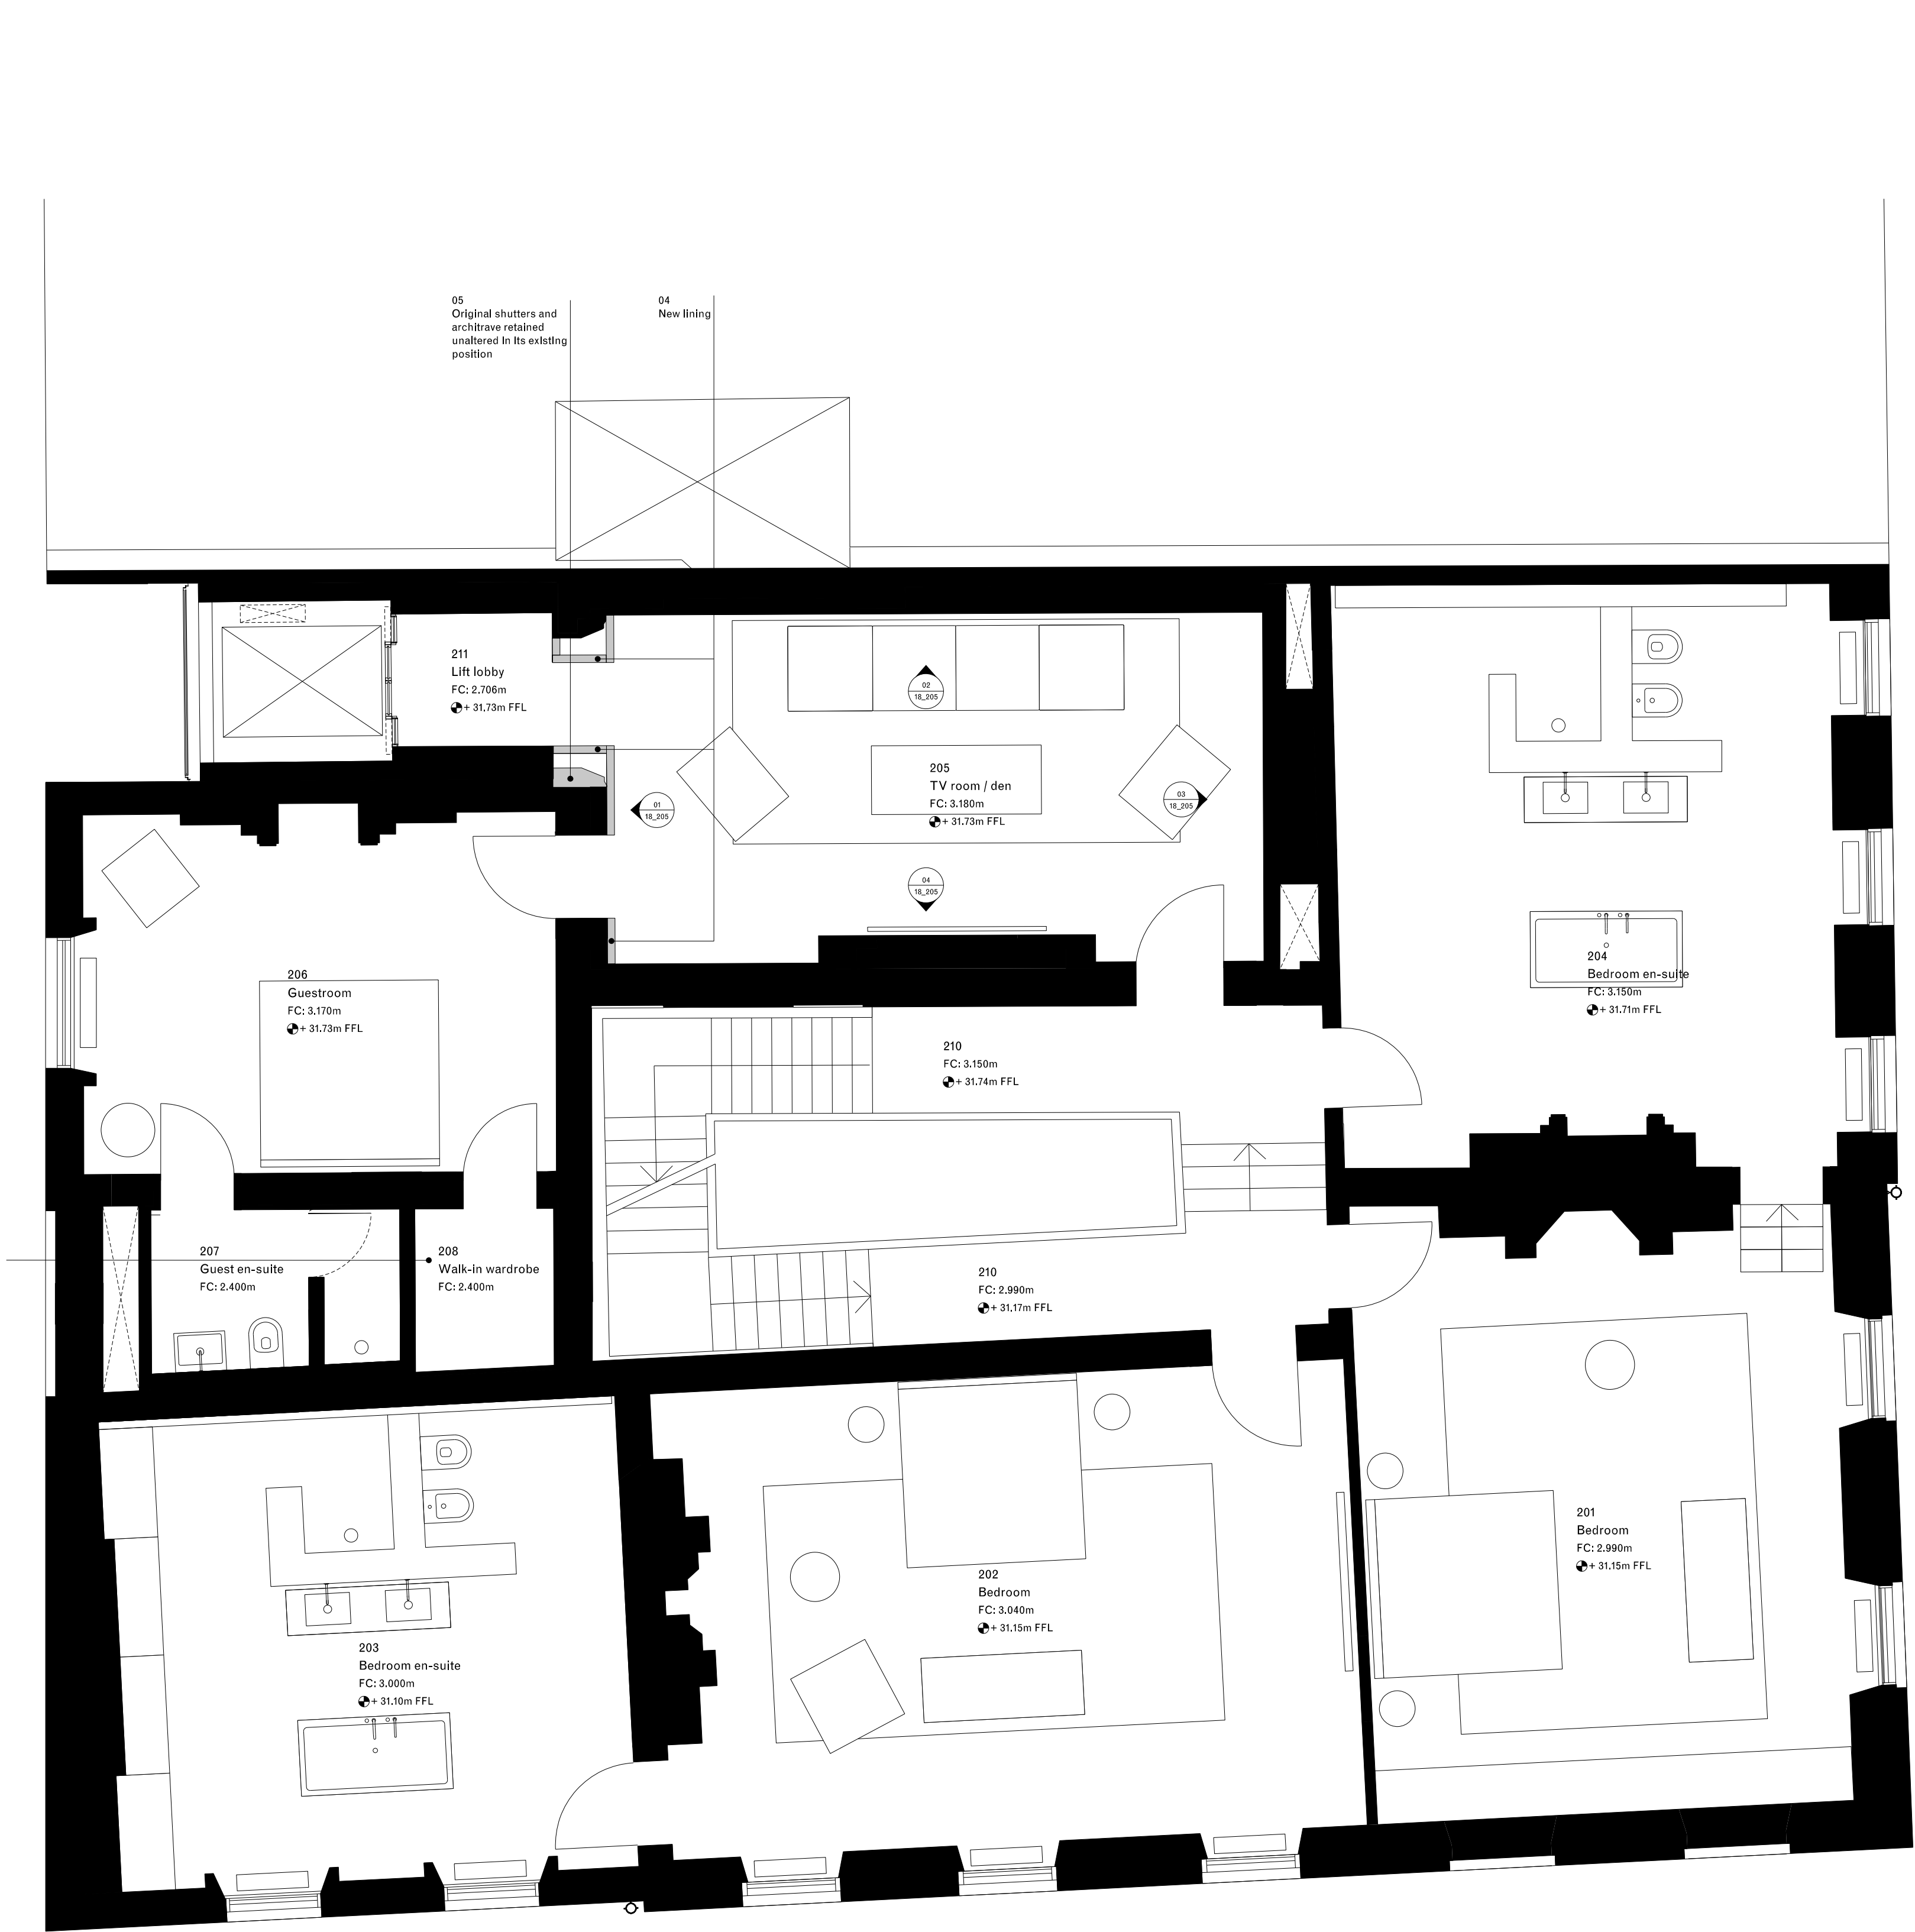 05
Original shutters and
architrave retained
unaltered in its existing
position
04
New lining
211
Lift lobby
FC: 2.706m
+ 31.73m FFL
02
18_205
205
TV room / den
FC: 3.180m
+ 31.73m FFL
01
18_205
03
18_205
04
18_205
206
Guestroom
FC: 3.170m
+ 31.73m FFL
204
Bedroom en-suite
FC: 3.150m
+ 31.71m FFL
210
FC: 3.150m
+ 31.74m FFL
207
Guest en-suite
FC: 2.400m
208
Walk-in wardrobe
FC: 2.400m
210
FC: 2.990m
+ 31.17m FFL
201
Bedroom
FC: 2.990m
+ 31.15m FFL
202
Bedroom
FC: 3.040m
+ 31.15m FFL
203
Bedroom en-suite
FC: 3.000m
+ 31.10m FFL